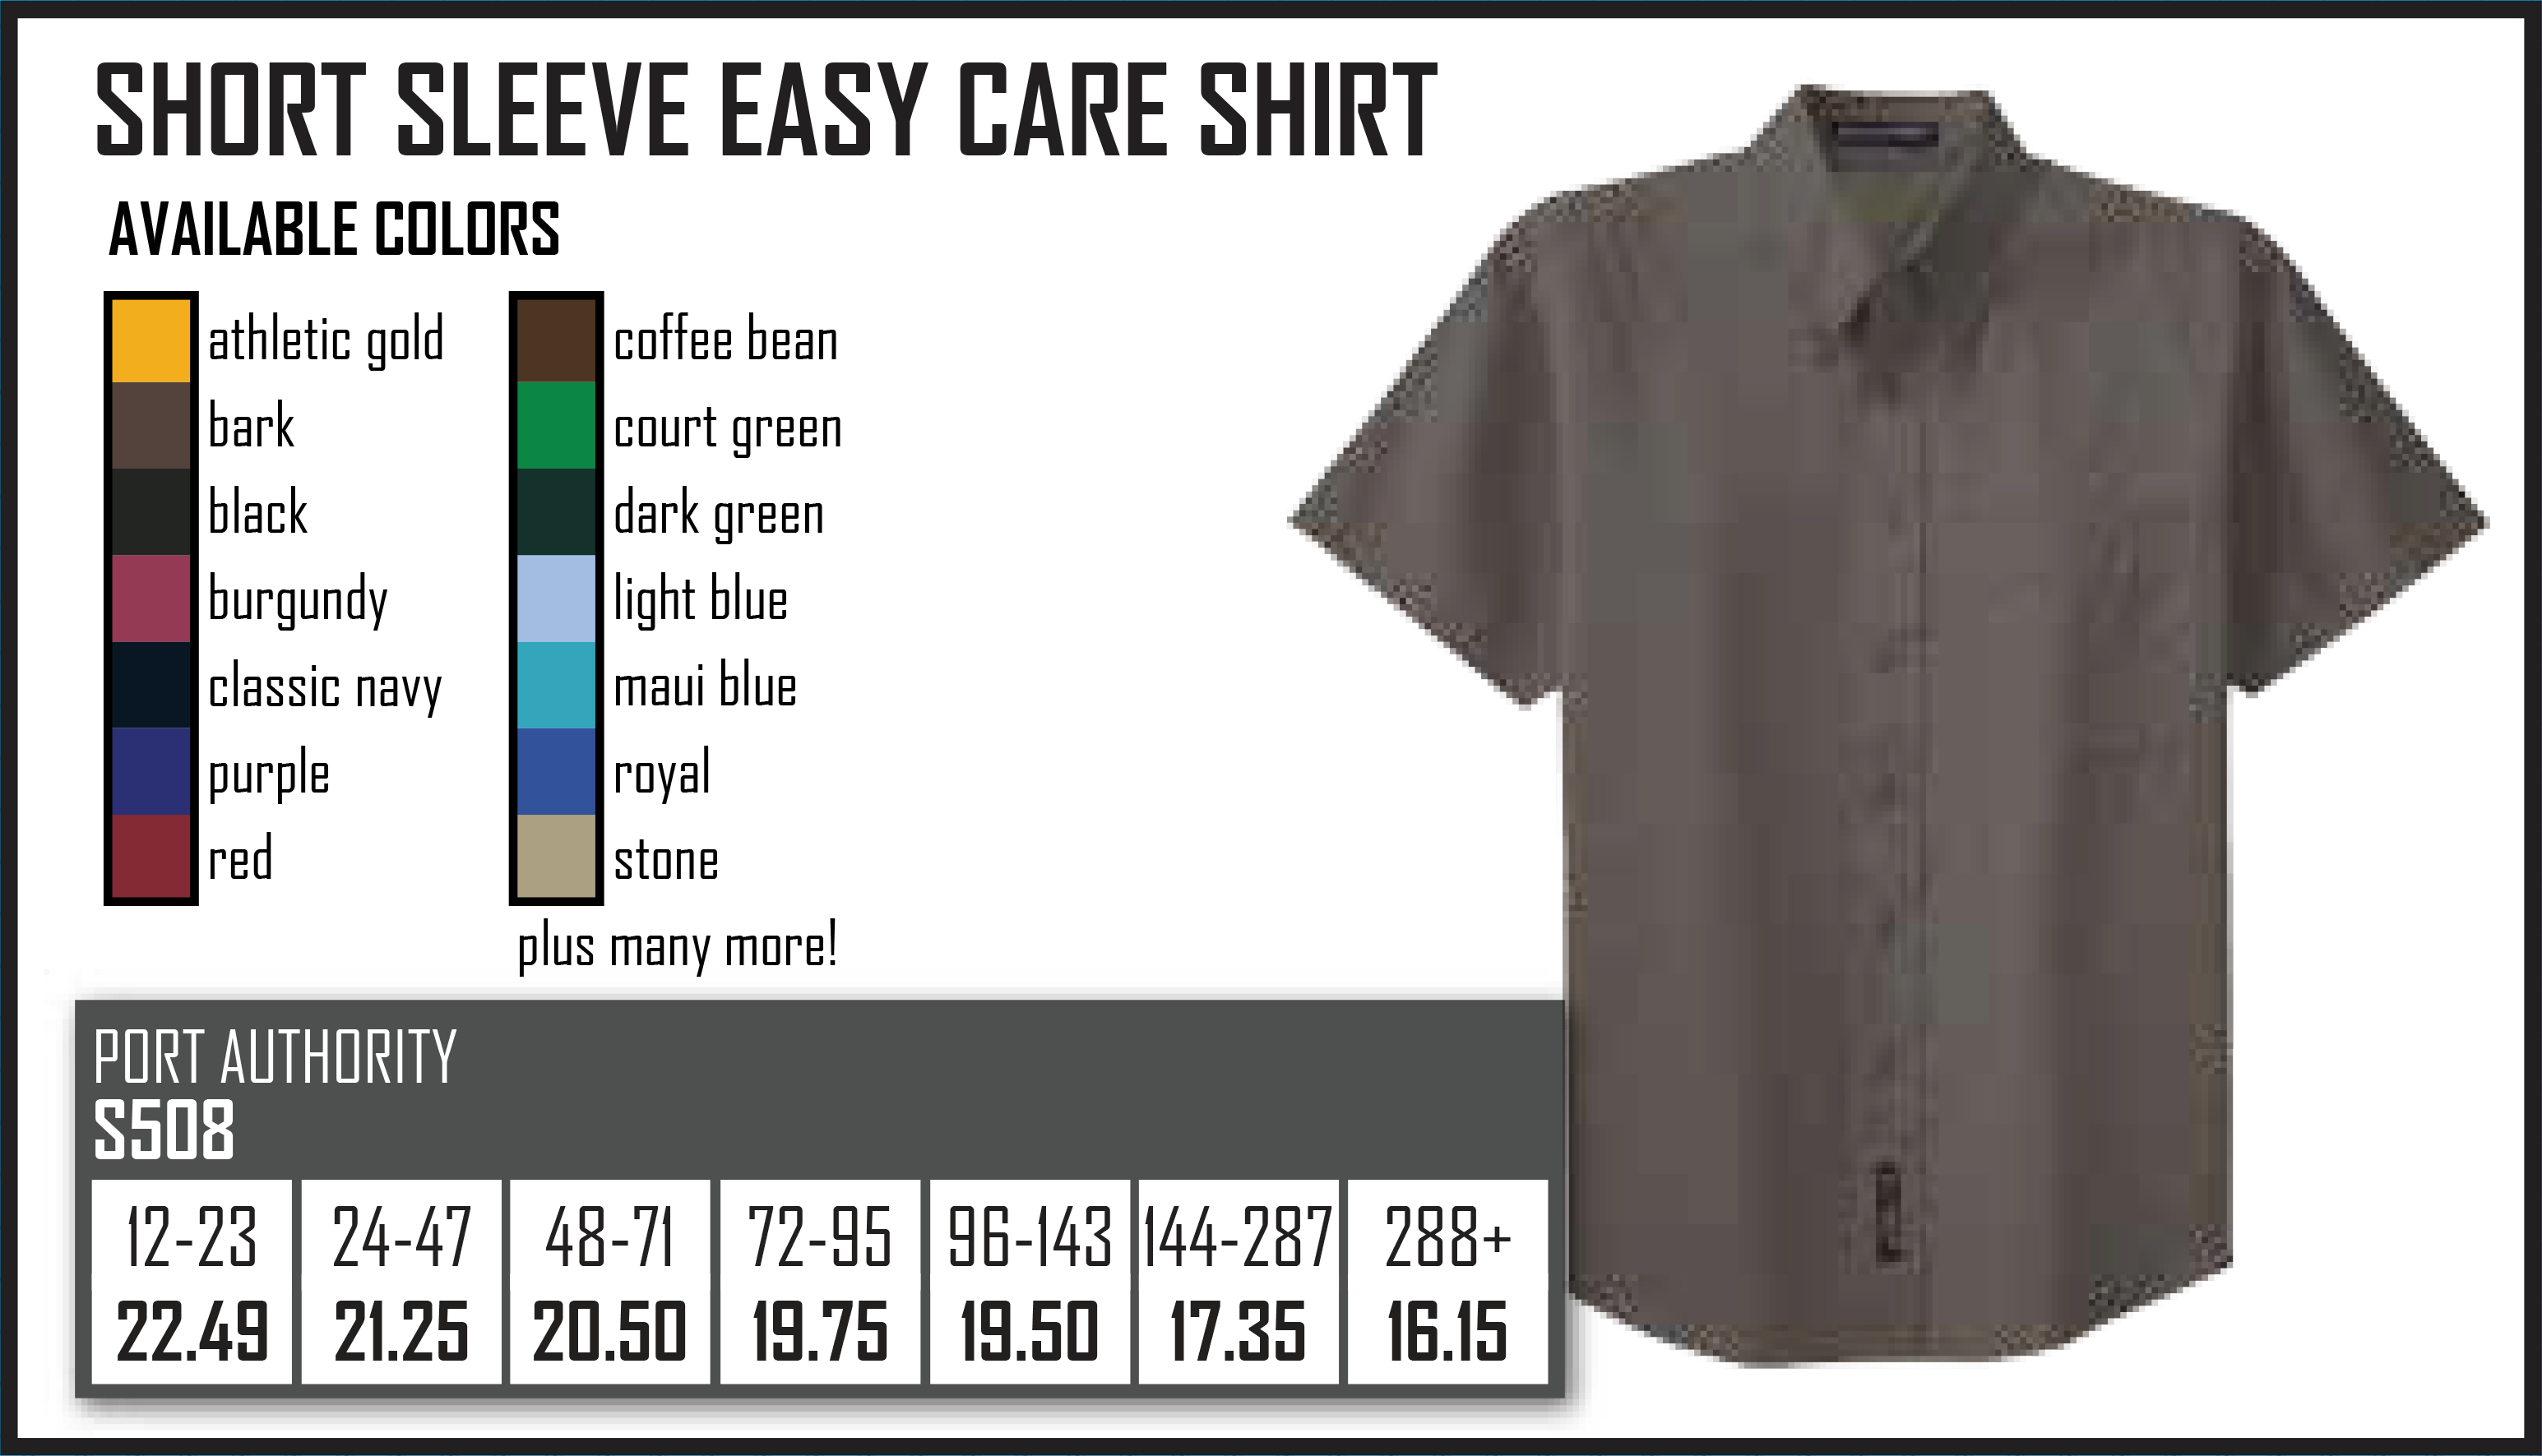 SHORT SLEEVE EASY CARE SHIRT
AVAILABLE COLORS
athletic gold
bark
black
burgundy
classic navy
purple
red
coffee bean
court green
dark green
light blue
maui blue
royal
stone
plus many more!
PORT AUTHORITY
S508
12-23 24-47 48-71 72-95 96-143 144-287 288+
22.49 21.25 20.50 19.75 19.50 17.35 16.15